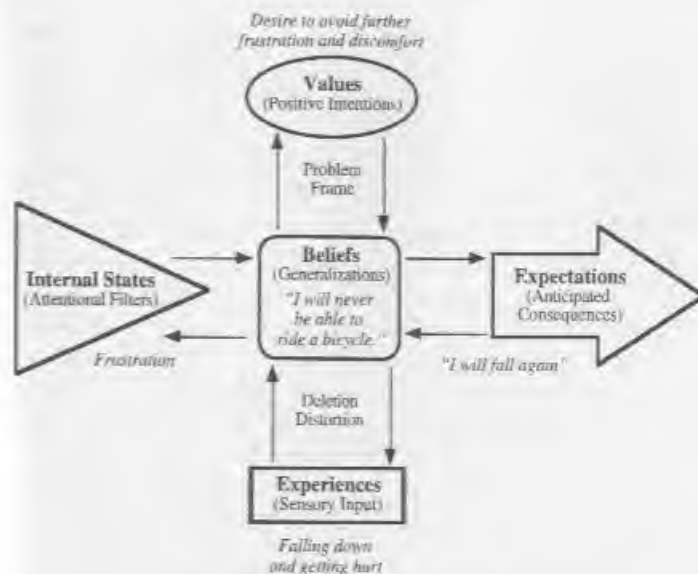 Desire to avoid further
frustration and discomfort
Values
(Positive Intentions)
Problem
Frame
Internal States
(Attentional Filters)
Frustration
Beliefs
(Generalizations)
"I will never
be able to
ride a bicycle."
Expectations
(Anticipated
Consequences)
"I will fall again"
Deletion
Distortion
Experiences
(Sensory Input)
Falling down
and getting hurt